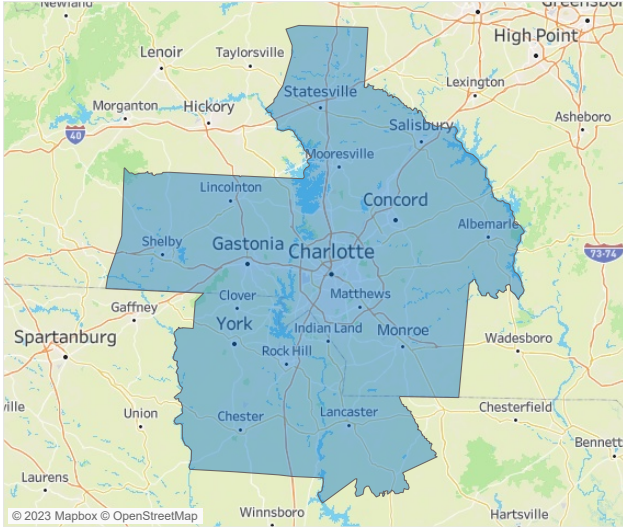 Newland
Greensboro
High Point
Lenoir
Taylorsville
Lexington
Statesville
Morganton
Hickory
Asheboro
Salisbury
40
Mooresville
Lincolnton
Concord
Albemarle
Shelby
Gastonia
Charlotte
73-74
Clover
Matthews
Gaffney
York
Indian Land
Monroe
Spartanburg
Wadesboro
Rock Hill
ville
Union
Chester
Lancaster
Chesterfield
Bennett
Laurens
Winnsboro
Hartsville
© 2023 Mapbox © OpenStreetMap